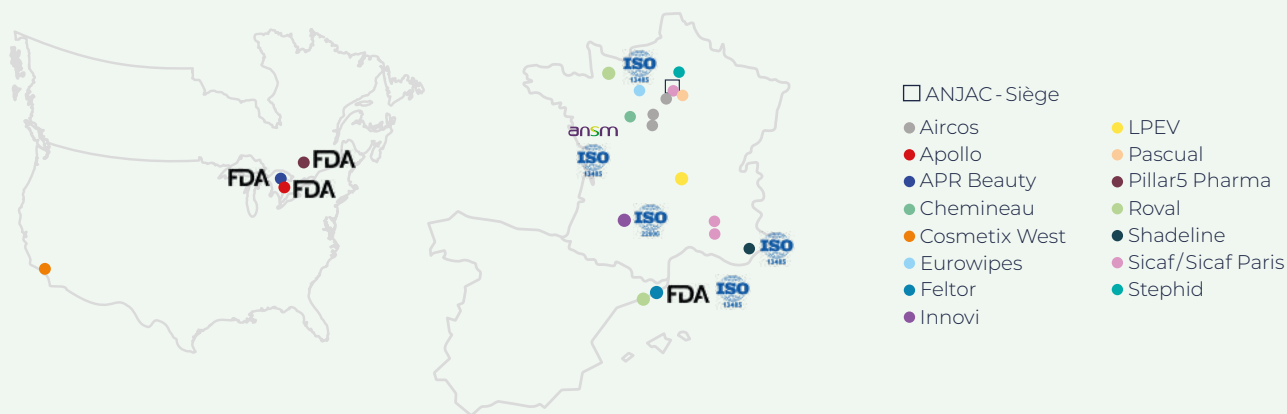 FDA
FDA
FDA
ISO
13485
ansm
ISO
13485
ISO
22800
ISO
13485
FDA
ISO
13485
ANJAC - Siège
Aircos
Apollo
APR Beauty
Chemineau
Cosmetix West
Eurowipes
Feltor
Innovi
LPEV
Pascual
Pillar5 Pharma
Roval
Shadeline
Sicaf/Sicaf Paris
Stephid